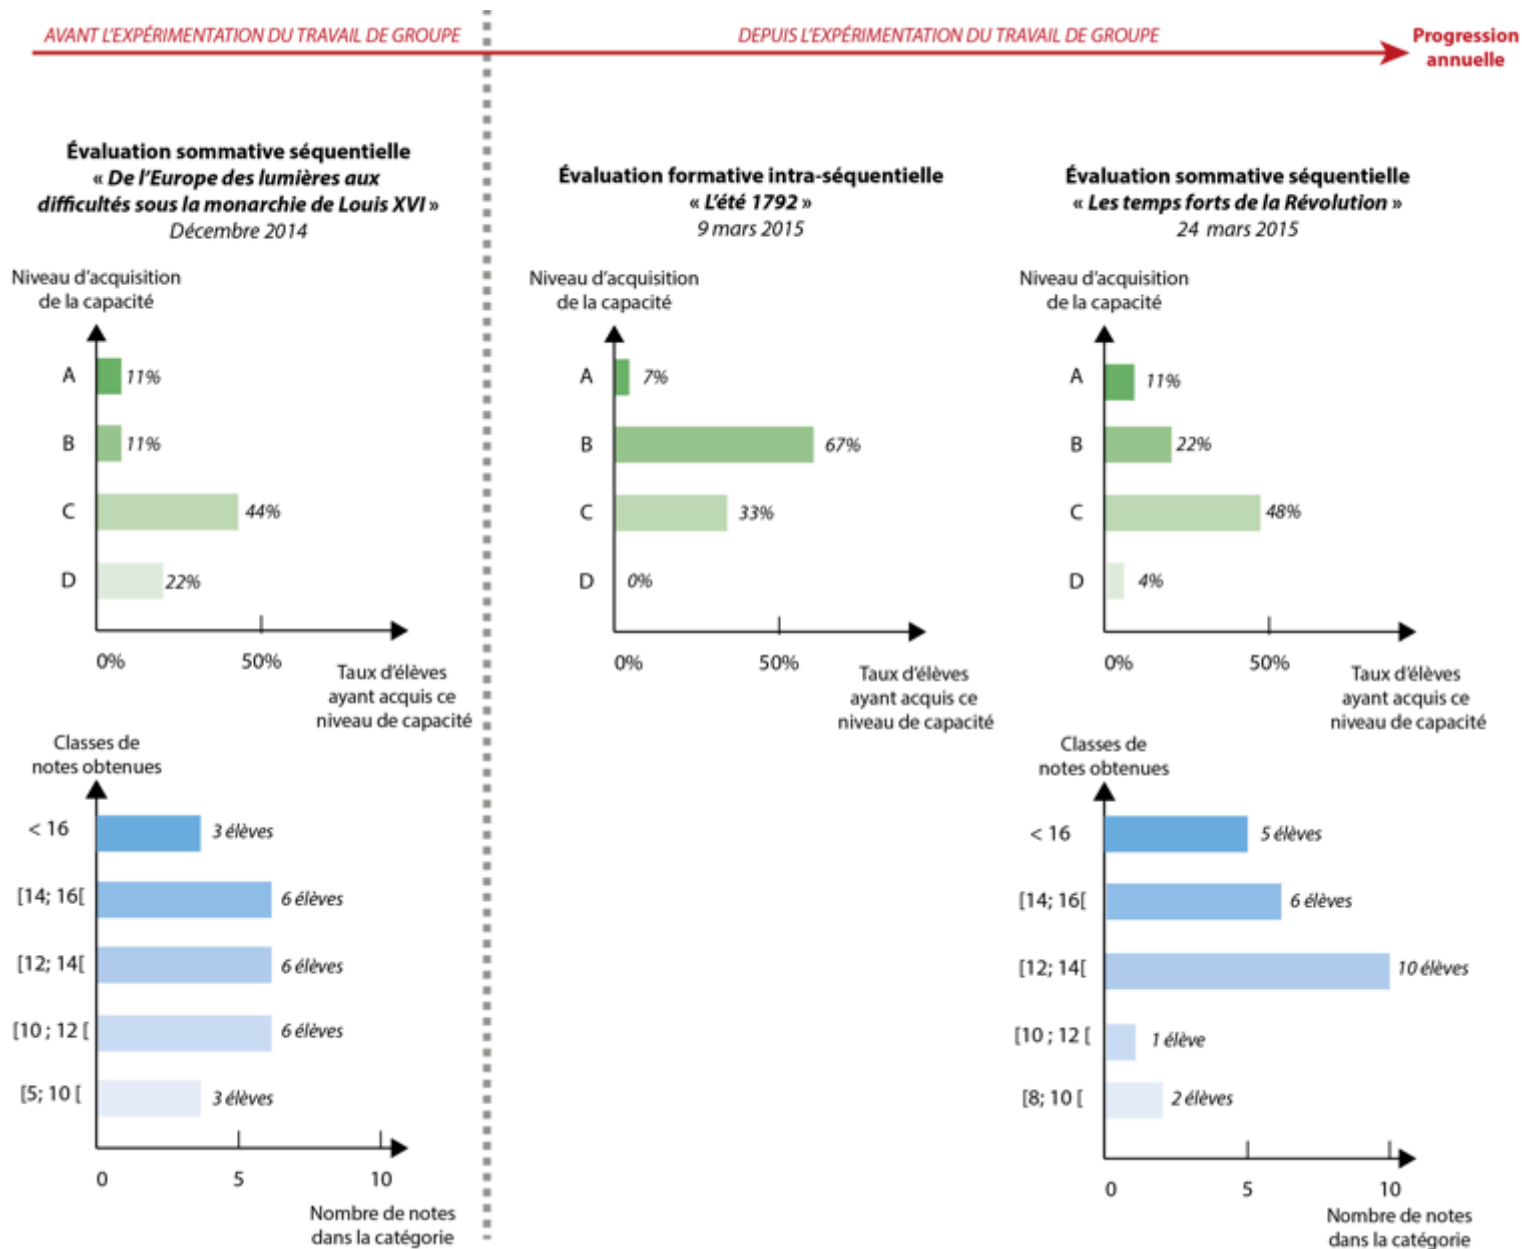 AVANT L'EXPÉRIMENTATION DU TRAVAIL DE GROUPE
DEPUIS L'EXPÉRIMENTATION DU TRAVAIL DE GROUPE
Progression
annuelle
Évaluation sommative séquentielle
« De l'Europe des lumières aux
difficultés sous la monarchie de Louis XVI »
Décembre 2014
Niveau d'acquisition
de la capacité
A
11%
B
11%
C
44%
D
22%
0%
50%
Taux d'élèves
ayant acquis ce
niveau de capacité
Classes de
notes obtenues
< 16
3 élèves
[14; 16[
6 élèves
[12; 14[
6 élèves
[10 ; 12 [
6 élèves
[5; 10 [
3 élèves
0
5
10
Nombre de notes
dans la catégorie
Évaluation formative intra-séquentielle
« L'été 1792 »
9 mars 2015
Niveau d'acquisition
de la capacité
A
7%
B
67%
C
33%
D
0%
0%
50%
Taux d'élèves
ayant acquis ce
niveau de capacité
Évaluation sommative séquentielle
« Les temps forts de la Révolution »
24 mars 2015
Niveau d'acquisition
de la capacité
A
11%
B
22%
C
48%
D
4%
0%
50%
Taux d'élèves
ayant acquis ce
niveau de capacité
Classes de
notes obtenues
< 16
5 élèves
[14; 16[
6 élèves
[12; 14[
10 élèves
[10 ; 12 [
1 élève
[8; 10 [
2 élèves
0
5
10
Nombre de notes
dans la catégorie